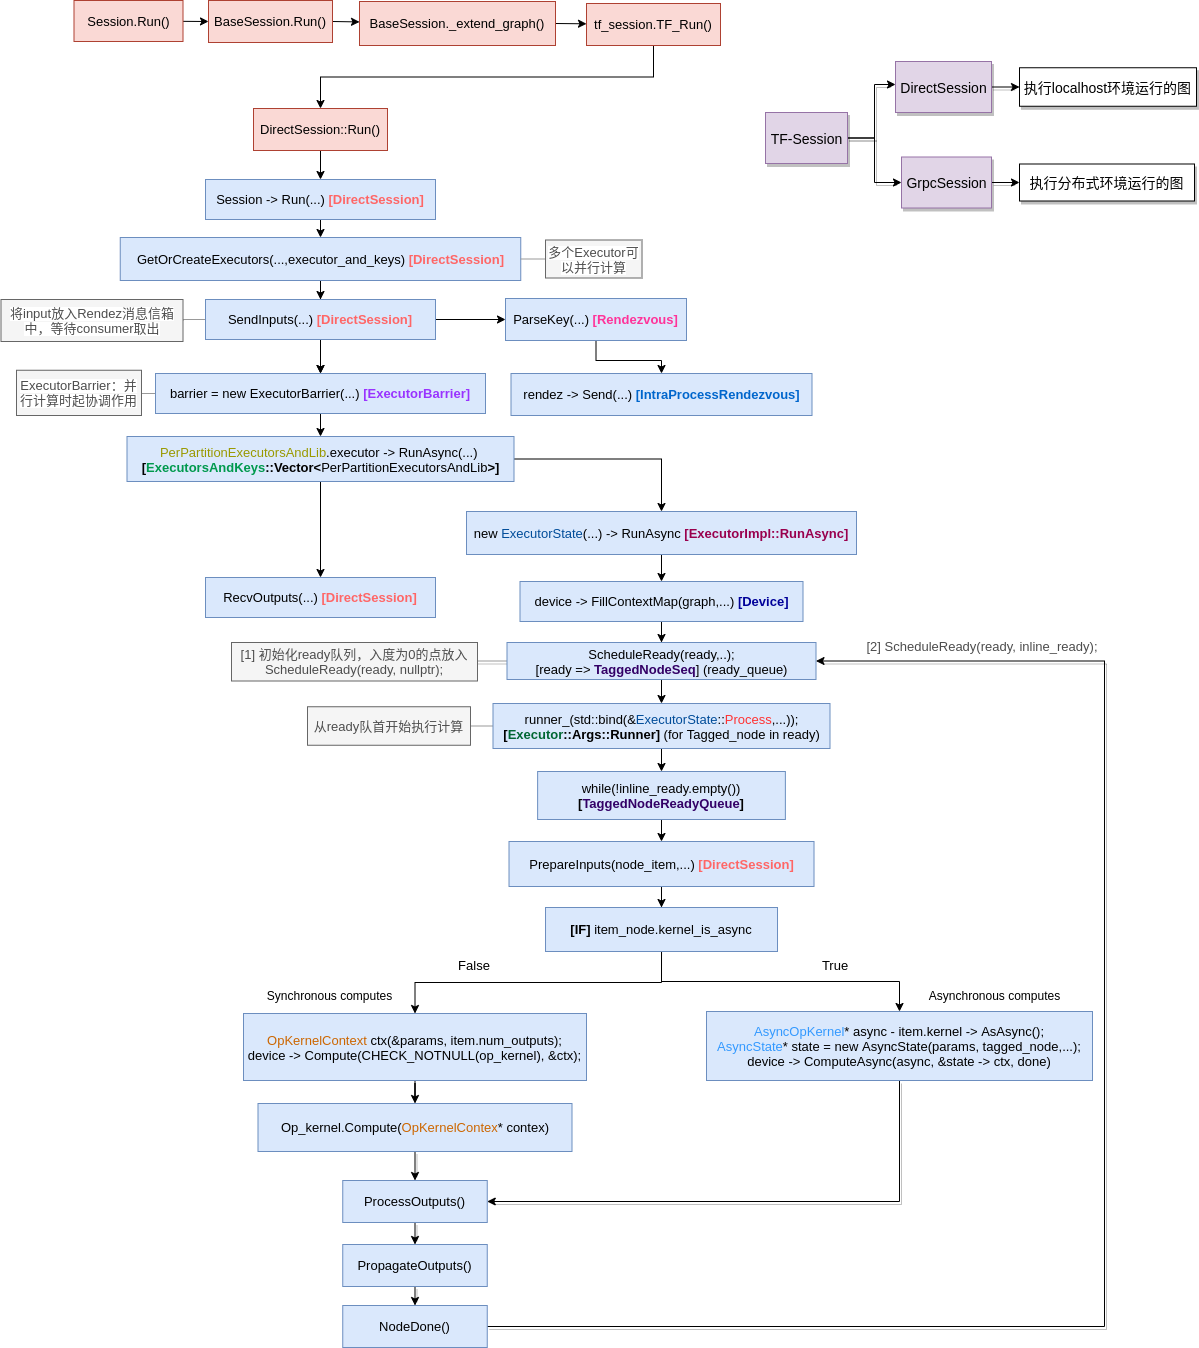 Session.Run()
BaseSession.Run()
BaseSession._extend_graph()
tf_session.TF_Run()
DirectSession::Run()
TF-Session
DirectSession
执行localhost环境运行的图
GrpcSession
执行分布式环境运行的图
Session -> Run(...) [DirectSession]
GetOrCreateExecutors(...,executor_and_keys) [DirectSession]
多个Executor可
以并行计算
将input放入Rendez消息信箱
中，等待consumer取出
SendInputs(...) [DirectSession]
ParseKey(...) [Rendezvous]
ExecutorBarrier：并
行计算时起协调作用
barrier = new ExecutorBarrier(...) [ExecutorBarrier]
rendez -> Send(...) [IntraProcessRendezvous]
PerPartitionExecutorsAndLib.executor -> RunAsync(...)
[ExecutorsAndKeys::Vector<PerPartitionExecutorsAndLib>]
new ExecutorState(...) -> RunAsync [ExecutorImpl::RunAsync]
RecvOutputs(...) [DirectSession]
device -> FillContextMap(graph,...) [Device]
[1] 初始化ready队列，入度为0的点放入
ScheduleReady(ready, nullptr);
ScheduleReady(ready,..);
[ready => TaggedNodeSeq] (ready_queue)
[2] ScheduleReady(ready, inline_ready);
从ready队首开始执行计算
runner_(std::bind(&ExecutorState::Process,...));
[Executor::Args::Runner] (for Tagged_node in ready)
while(!inline_ready.empty())
[TaggedNodeReadyQueue]
PrepareInputs(node_item,...) [DirectSession]
[IF] item_node.kernel_is_async
False
True
Synchronous computes
Asynchronous computes
OpKernelContext ctx(&params, item.num_outputs);
device -> Compute(CHECK_NOTNULL(op_kernel), &ctx);
AsyncOpKernel* async - item.kernel -> AsAsync();
AsyncState* state = new AsyncState(params, tagged_node,...);
device -> ComputeAsync(async, &state -> ctx, done)
Op_kernel.Compute(OpKernelContex* context)
ProcessOutputs()
PropagateOutputs()
NodeDone()